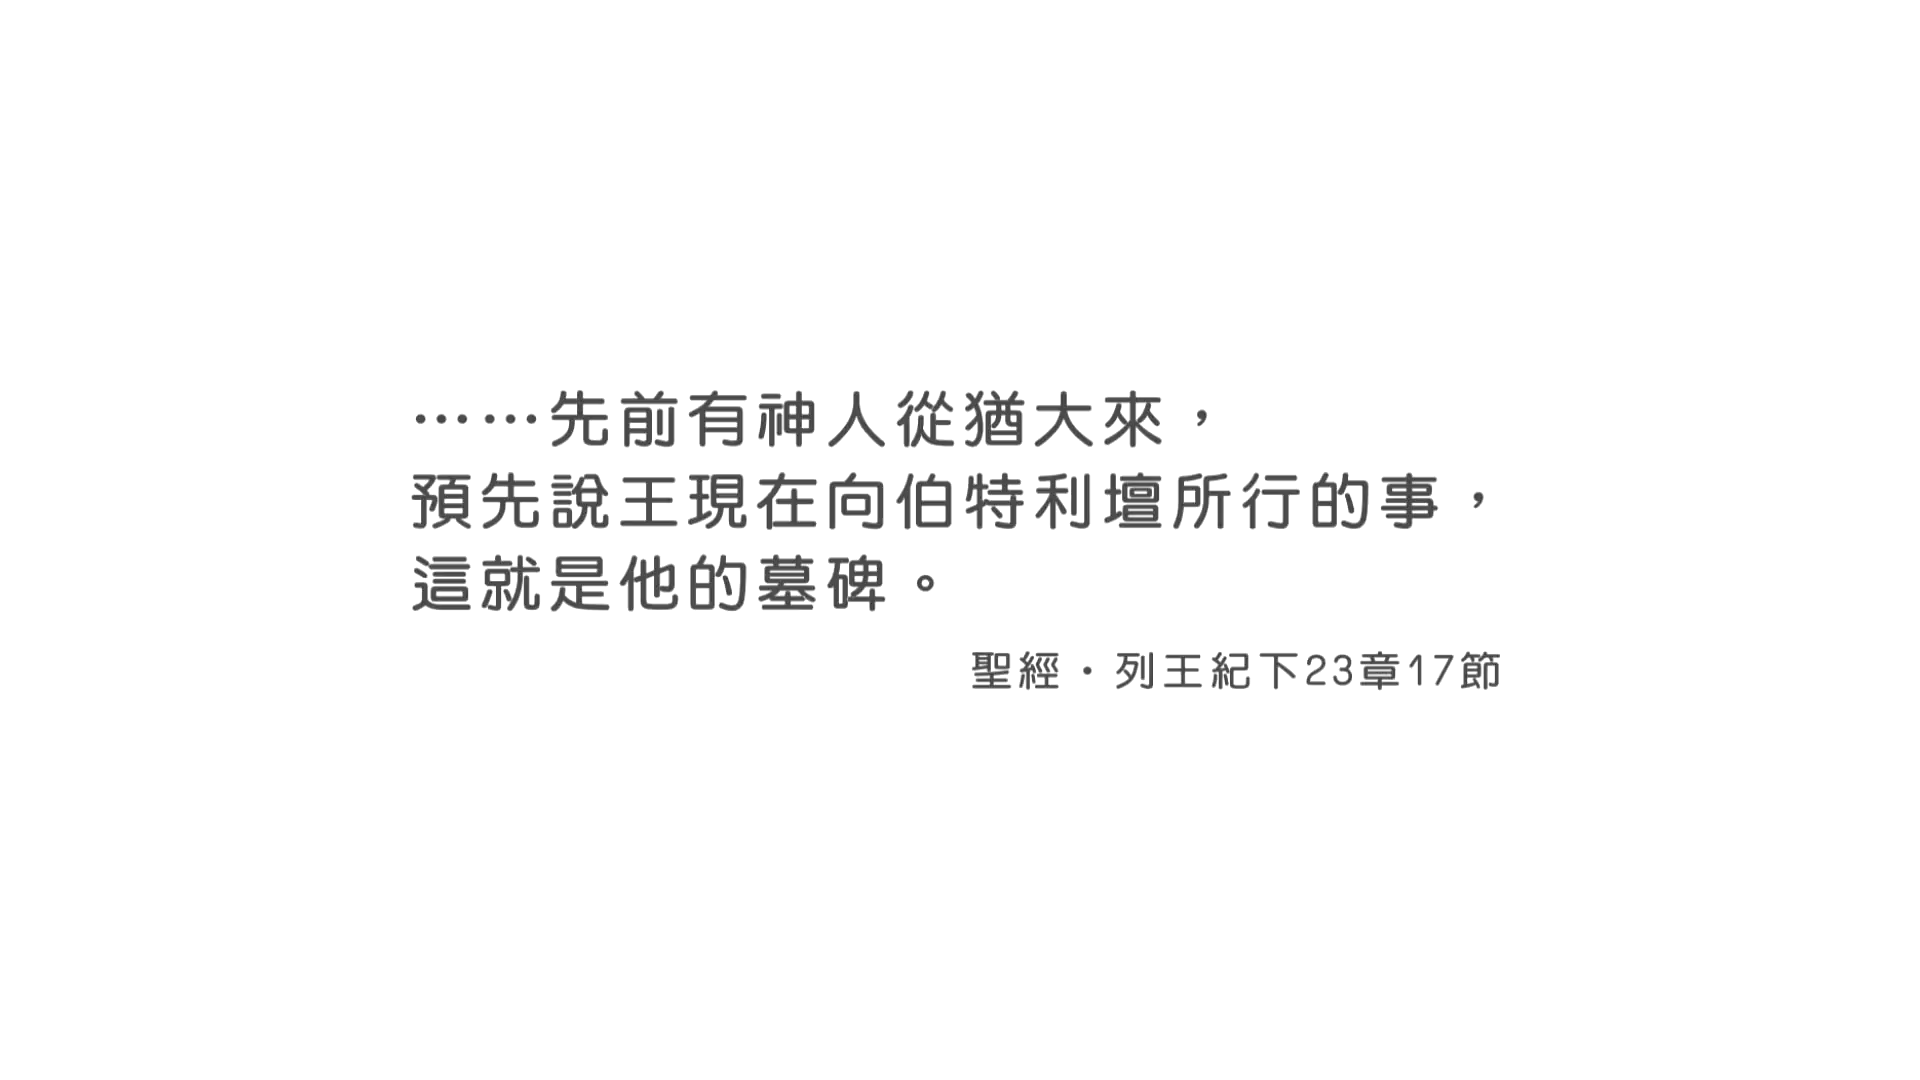 ……先前有神人從猶大來，
預先說王現在向伯特利壇所行的事，
這就是他的墓碑。
聖經・列王紀下23章17節